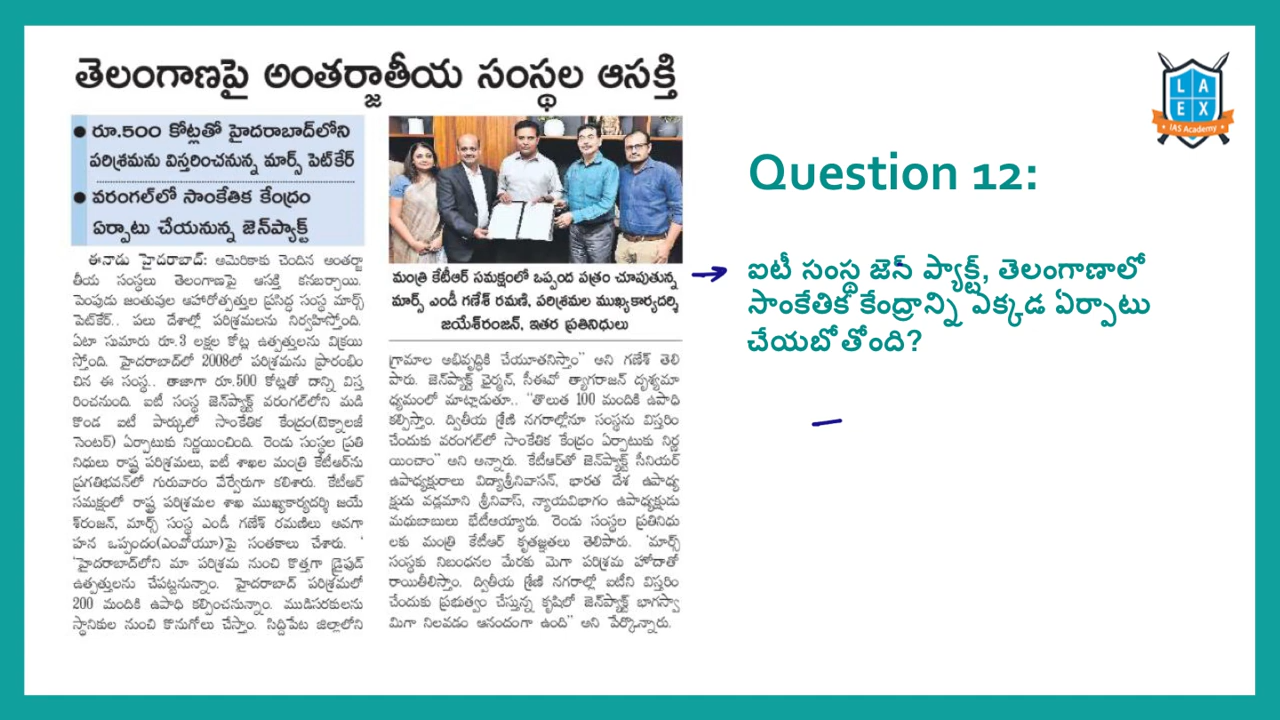 తెలంగాణపై అంతర్జాతీయ సంస్థల ఆసక్తి
● రూ.500 కోట్లతో హైదరాబాద్‌లోని
పరిశ్రమను విస్తరించనున్న మార్స్ పెట్‌కేర్
● వరంగల్‌లో సాంకేతిక కేంద్రం
ఏర్పాటు చేయనున్న జెన్‌ప్యాక్ట్
ఈనాడు హైదరాబాద్: అమెరికాకు చెందిన అంతర్జా
తీయ సంస్థలు తెలంగాణపై ఆసక్తి కనబర్చాయి.
పెంపుడు జంతువుల ఆహారోత్పత్తుల ప్రసిద్ధ సంస్థ మార్స్
పెట్‌కేర్.. పలు దేశాల్లో పరిశ్రమలను నిర్వహిస్తోంది.
ఏటా సుమారు రూ.3 లక్షల కోట్ల ఉత్పత్తులను విక్రయి
స్తోంది. హైదరాబాద్‌లో 2008లో పరిశ్రమను ప్రారంభిం
చిన ఈ సంస్థ.. తాజాగా రూ.500 కోట్లతో దాన్ని విస్త
రించనుంది. ఐటీ సంస్థ జెన్‌ప్యాక్ట్ వరంగల్‌లోని మడి
కొండ ఐటీ పార్కులో సాంకేతిక కేంద్రం(టెక్నాలజీ
సెంటర్) ఏర్పాటుకు నిర్ణయించింది. రెండు సంస్థల ప్రతి
నిధులు రాష్ట్ర పరిశ్రమలు, ఐటీ శాఖల మంత్రి కేటీఆర్‌ను
ప్రగతిభవన్‌లో గురువారం వేర్వేరుగా కలిశారు. కేటీఆర్
సమక్షంలో రాష్ట్ర పరిశ్రమల శాఖ ముఖ్యకార్యదర్శి జయే
శ్‌రంజన్, మార్స్ సంస్థ ఎండీ గణేశ్ రమణిలు అవగా
హన ఒప్పందం(ఎంవోయూ)పై సంతకాలు చేశారు. ‘
‘హైదరాబాద్‌లోని మా పరిశ్రమ నుంచి కొత్తగా డ్రైఫుడ్
ఉత్పత్తులను చేపట్టనున్నాం. హైదరాబాద్ పరిశ్రమలో
200 మందికి ఉపాధి కల్పించనున్నాం. ముడిసరకులను
స్థానికుల నుంచి కొనుగోలు చేస్తాం. సిద్దిపేట జిల్లాలోని
మంత్రి కేటీఆర్ సమక్షంలో ఒప్పంద పత్రం చూపుతున్న
మార్స్ ఎండీ గణేశ్ రమణి, పరిశ్రమల ముఖ్యకార్యదర్శి
జయేశ్‌రంజన్, ఇతర ప్రతినిధులు
గ్రామాల అభివృద్ధికి చేయూతనిస్తాం’’ అని గణేశ్ తెలి
పారు. జెన్‌ప్యాక్ట్ ఛైర్మన్, సీఈవో త్యాగరాజన్ దృశ్యమా
ధ్యమంలో మాట్లాడుతూ.. ‘‘తొలుత 100 మందికి ఉపాధి
కల్పిస్తాం. ద్వితీయ శ్రేణి నగరాల్లోనూ సంస్థను విస్తరిం
చేందుకు వరంగల్‌లో సాంకేతిక కేంద్రం ఏర్పాటుకు నిర్ణ
యించాం’’ అని అన్నారు. కేటీఆర్‌తో జెన్‌ప్యాక్ట్ సీనియర్
ఉపాధ్యక్షురాలు విద్యాశ్రీనివాసన్, భారత దేశ ఉపాధ్య
క్షుడు వడ్లమాని శ్రీనివాస్, న్యాయవిభాగం ఉపాధ్యక్షుడు
మధుబాబులు భేటీఅయ్యారు. రెండు సంస్థల ప్రతినిధు
లకు మంత్రి కేటీఆర్ కృతజ్ఞతలు తెలిపారు. ‘మార్స్
సంస్థకు నిబంధనల మేరకు మెగా పరిశ్రమ హోదాతో
రాయితీలిస్తాం. ద్వితీయ శ్రేణి నగరాల్లో ఐటీని విస్తరిం
చేందుకు ప్రభుత్వం చేస్తున్న కృషిలో జెన్‌ప్యాక్ట్ భాగస్వా
మిగా నిలవడం ఆనందంగా ఉంది’’ అని పేర్కొన్నారు.
L A
E X
IAS Academy
Question 12:
ఐటీ సంస్థ జెన్ ప్యాక్ట్, తెలంగాణాలో
సాంకేతిక కేంద్రాన్ని ఎక్కడ ఏర్పాటు
చేయబోతోంది?